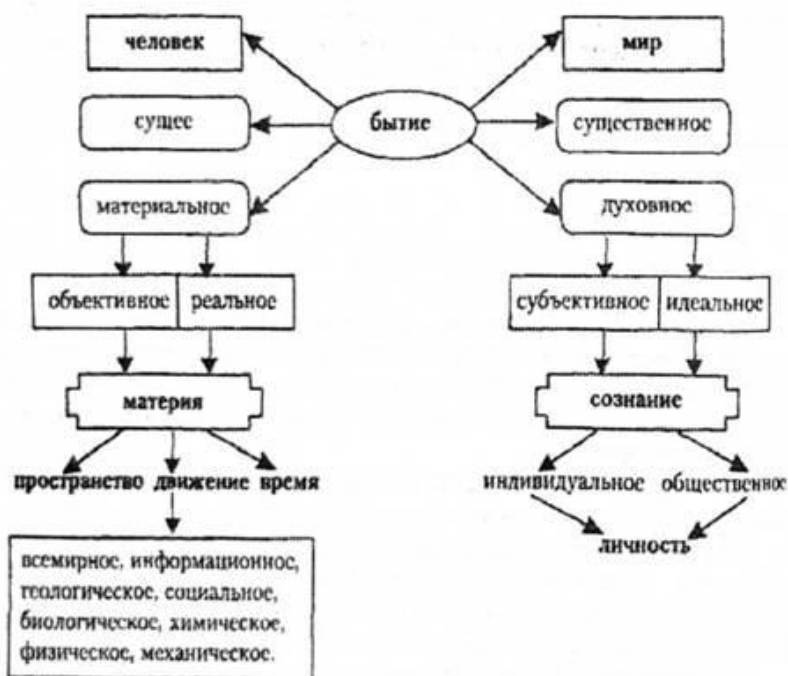 человек
мир
сущее
бытие
существенное
материальное
духовное
объективное реальное
субъективное идеальное
материя
сознание
пространство движение время
индивидуальное общественное
личность
всемирное, информационное,
геологическое, социальное,
биологическое, химическое,
физическое, механическое.